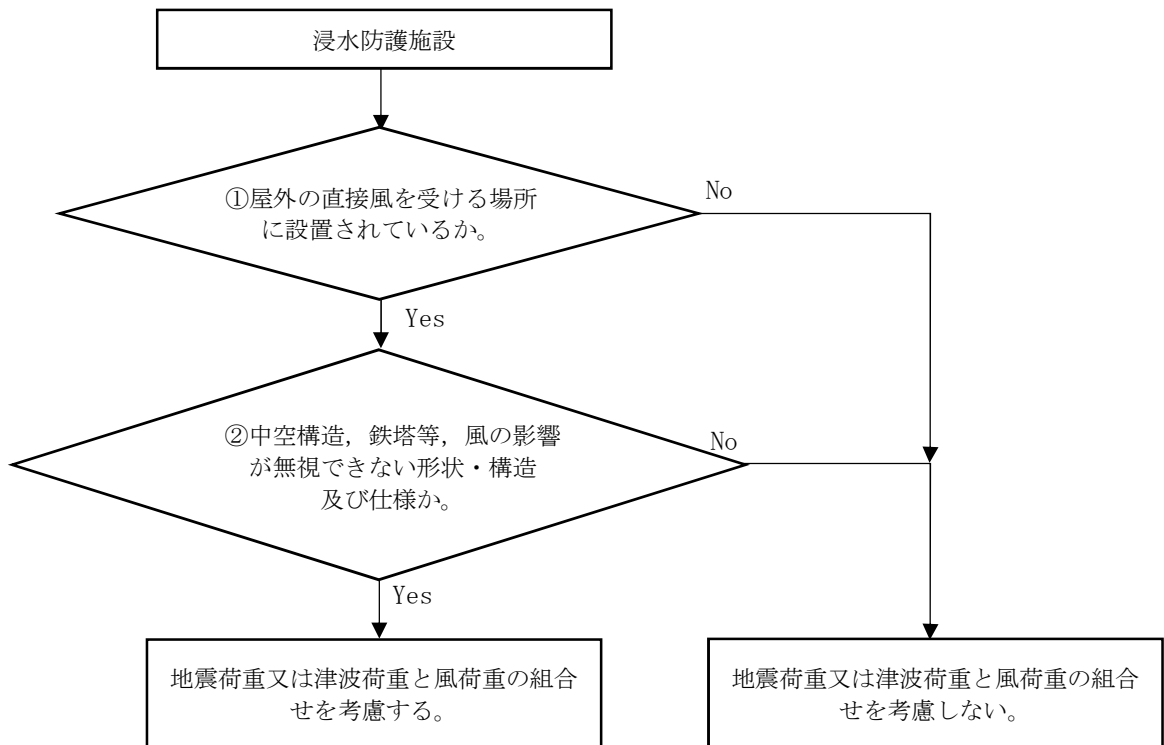 浸水防護施設
①屋外の直接風を受ける場所
に設置されているか。
No
Yes
②中空構造，鉄塔等，風の影響
が無視できない形状・構造
及び仕様か。
No
Yes
地震荷重又は津波荷重と風荷重の組合
せを考慮する。
地震荷重又は津波荷重と風荷重の組合
せを考慮しない。